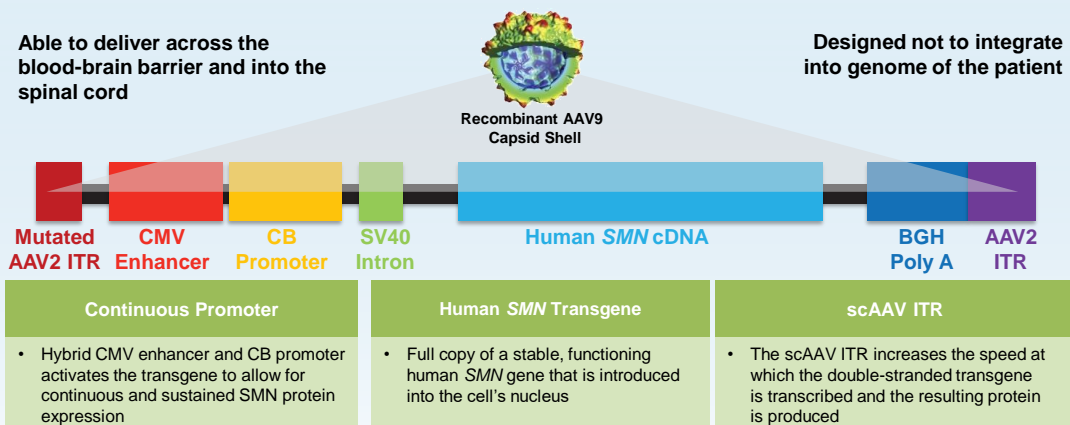 Able to deliver across the
blood-brain barrier and into the
spinal cord
Designed not to integrate
into genome of the patient
Recombinant AAV9
Capsid Shell
Mutated
AAV2 ITR
CMV
Enhancer
CB
Promoter
SV40
Intron
Human SMN cDNA
BGH
Poly A
AAV2
ITR
Continuous Promoter
• Hybrid CMV enhancer and CB promoter
activates the transgene to allow for
continuous and sustained SMN protein
expression
Human SMN Transgene
• Full copy of a stable, functioning
human SMN gene that is introduced
into the cell's nucleus
scAAV ITR
• The scAAV ITR increases the speed at
which the double-stranded transgene
is transcribed and the resulting protein
is produced